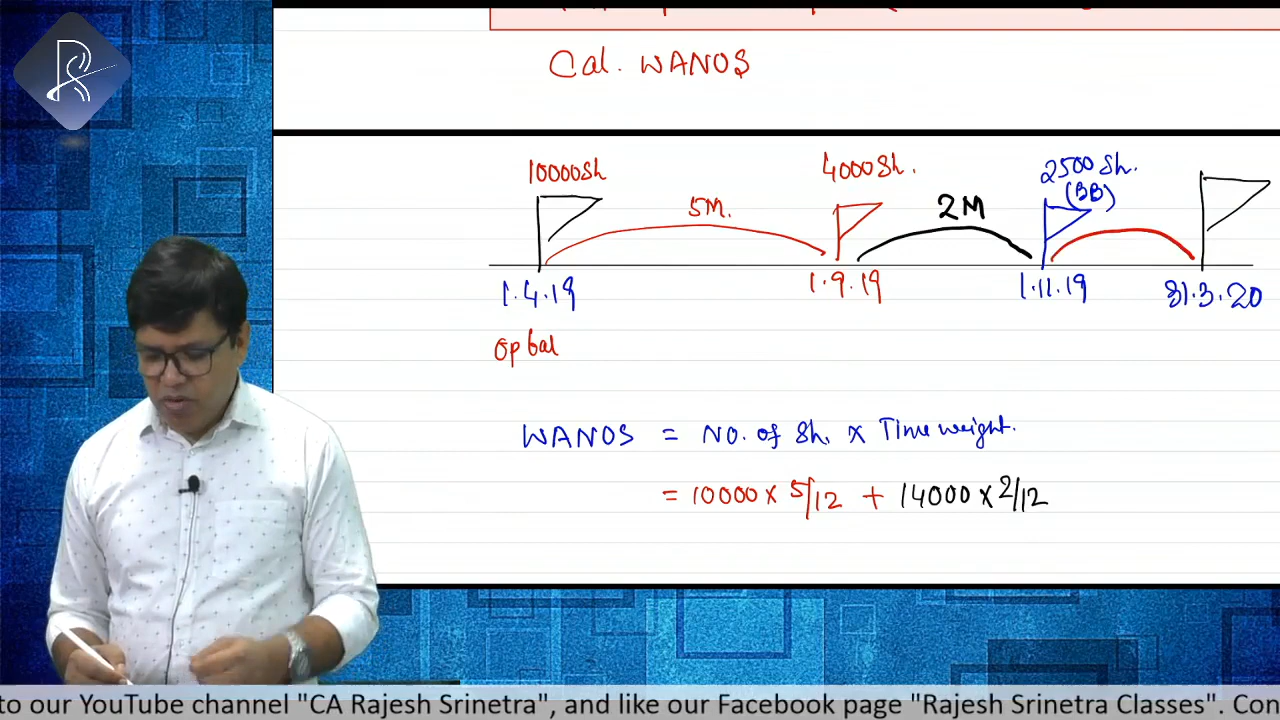 RS
Cal. WANOS
10000Sh 4000Sh. 2500Sh.
(BB)
5M. 2M
1.4.19 1.9.19 1.11.19 31.3.20
op bal
WANOS = NO. of Sh. x Time weight.
= 10000 x 5/12 + 14000 x 2/12
to our YouTube channel "CA Rajesh Srinetra", and like our Facebook page "Rajesh Srinetra Classes". Con